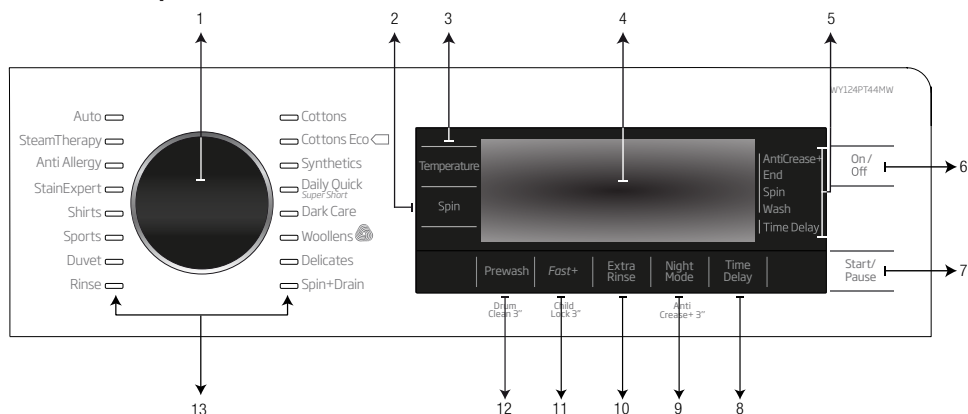 1
2
3
4
5
WY124PT44MW
Auto
SteamTherapy
Anti Allergy
StainExpert
Shirts
Sports
Duvet
Rinse
Cottons
Cottons Eco
Synthetics
Daily Quick
Super Short
Dark Care
Woollens
Delicates
Spin+Drain
Temperature
Spin
AntiCrease+
End
Spin
Wash
Time Delay
On /
Off
6
Start/
Pause
7
Prewash
Fast+
Extra
Rinse
Night
Mode
Time
Delay
Drum
Clean 3"
Child
Lock 3"
Anti
Crease+ 3"
13
12
11
10
9
8